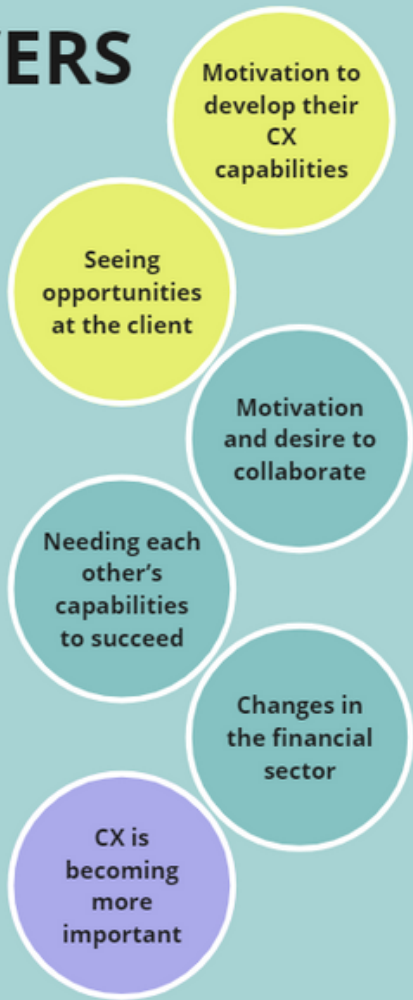 VERS
Motivation to
develop their
CX
capabilities
Seeing
opportunities
at the client
Motivation
and desire to
collaborate
Needing each
other's
capabilities
to succeed
Changes in
the financial
sector
CX is
becoming
more
important